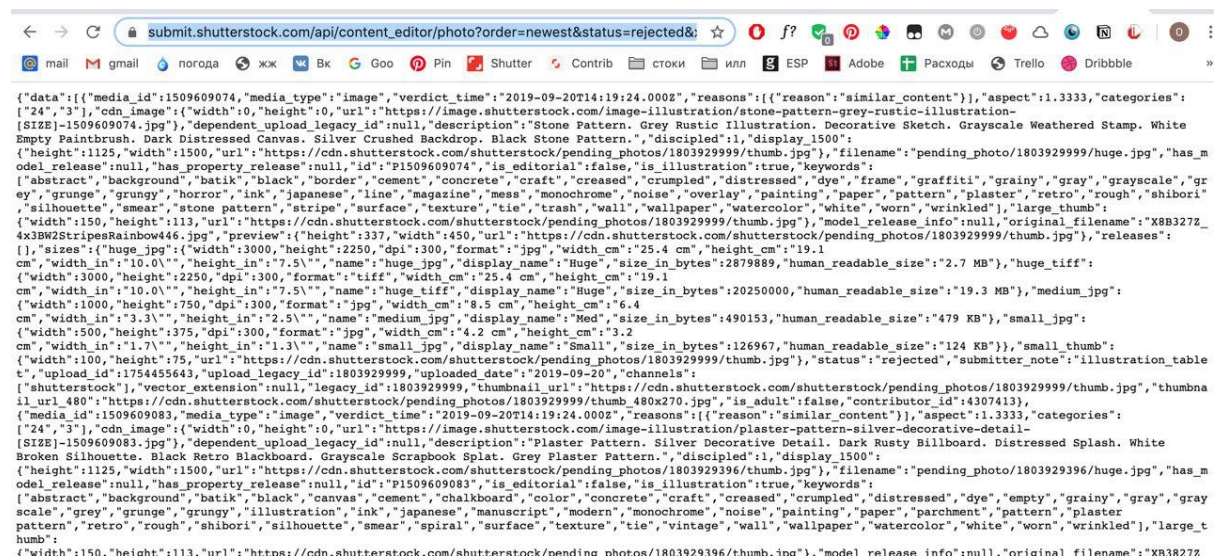 submit.shutterstock.com/api/content_editor/photo?order=newest&status=rejected&
mail gmail погода жж Вк Goo Pin Shutter Contrib стоки илл ESP Adobe Расходы Trello Dribbble »
{"data":[{"media_id":1509609074,"media_type":"image","verdict_time":"2019-09-20T14:19:24.000Z","reasons":[{"reason":"similar_content"}],"aspect":1.3333,"categories":
["24","3"],"cdn_image":{"width":0,"height":0,"url":"https://image.shutterstock.com/image-illustration/stone-pattern-grey-rustic-illustration-
[SIZE]-1509609074.jpg"},"dependent_upload_legacy_id":null,"description":"Stone Pattern. Grey Rustic Illustration. Decorative Sketch. Grayscale Weathered Stamp. White
Empty Paintbrush. Dark Distressed Canvas. Silver Crushed Backdrop. Black Stone Pattern.","discipled":1,"display_1500":
{"height":1125,"width":1500,"url":"https://cdn.shutterstock.com/shutterstock/pending_photos/1803929999/thumb.jpg"},"filename":"pending_photo/1803929999/huge.jpg","has_m
odel_release":null,"has_property_release":null,"id":"P1509609074","is_editorial":false,"is_illustration":true,"keywords":
["abstract","background","batik","black","border","cement","concrete","craft","creased","crumpled","distressed","dye","frame","graffiti","grainy","gray","grayscale","gr
ey","grunge","grungy","horror","ink","japanese","line","magazine","mess","monochrome","noise","overlay","painting","paper","pattern","plaster","retro","rough","shibori"
,"silhouette","smear","stone pattern","stripe","surface","texture","tie","trash","wall","wallpaper","watercolor","white","worn","wrinkled"],"large_thumb":
{"width":150,"height":113,"url":"https://cdn.shutterstock.com/shutterstock/pending_photos/1803929999/thumb.jpg"},"model_release_info":null,"original_filename":"X8B327Z_
4x3BW2StripesRainbow446.jpg","preview":{"height":337,"width":450,"url":"https://cdn.shutterstock.com/shutterstock/pending_photos/1803929999/thumb.jpg"},"releases":
[],"sizes":{"huge_jpg":{"width":3000,"height":2250,"dpi":300,"format":"jpg","width_cm":"25.4 cm","height_cm":"19.1
cm","width_in":"10.0\"","height_in":"7.5\"","name":"huge_jpg","display_name":"Huge","size_in_bytes":2879889,"human_readable_size":"2.7 MB"},"huge_tiff":
{"width":3000,"height":2250,"dpi":300,"format":"tiff","width_cm":"25.4 cm","height_cm":"19.1
cm","width_in":"10.0\"","height_in":"7.5\"","name":"huge_tiff","display_name":"Huge","size_in_bytes":20250000,"human_readable_size":"19.3 MB"},"medium_jpg":
{"width":1000,"height":750,"dpi":300,"format":"jpg","width_cm":"8.5 cm","height_cm":"6.4
cm","width_in":"3.3\"","height_in":"2.5\"","name":"medium_jpg","display_name":"Med","size_in_bytes":490153,"human_readable_size":"479 KB"},"small_jpg":
{"width":500,"height":375,"dpi":300,"format":"jpg","width_cm":"4.2 cm","height_cm":"3.2
cm","width_in":"1.7\"","height_in":"1.3\"","name":"small_jpg","display_name":"Small","size_in_bytes":126967,"human_readable_size":"124 KB"}},"small_thumb":
{"width":100,"height":75,"url":"https://cdn.shutterstock.com/shutterstock/pending_photos/1803929999/thumb.jpg"},"status":"rejected","submitter_note":"illustration_table
t","upload_id":1754455643,"upload_legacy_id":1803929999,"uploaded_date":"2019-09-20","channels":
["shutterstock"],"vector_extension":null,"legacy_id":1803929999,"thumbnail_url":"https://cdn.shutterstock.com/shutterstock/pending_photos/1803929999/thumb.jpg","thumbna
il_url_480":"https://cdn.shutterstock.com/shutterstock/pending_photos/1803929999/thumb_480x270.jpg","is_adult":false,"contributor_id":4307413},
{"media_id":1509609083,"media_type":"image","verdict_time":"2019-09-20T14:19:24.000Z","reasons":[{"reason":"similar_content"}],"aspect":1.3333,"categories":
["24","3"],"cdn_image":{"width":0,"height":0,"url":"https://image.shutterstock.com/image-illustration/plaster-pattern-silver-decorative-detail-
[SIZE]-1509609083.jpg"},"dependent_upload_legacy_id":null,"description":"Plaster Pattern. Silver Decorative Detail. Dark Rusty Billboard. Distressed Splash. White
Broken Silhouette. Black Retro Blackboard. Grayscale Scrapbook Splat. Grey Plaster Pattern.","discipled":1,"display_1500":
{"height":1125,"width":1500,"url":"https://cdn.shutterstock.com/shutterstock/pending_photos/1803929396/thumb.jpg"},"filename":"pending_photo/1803929396/huge.jpg","has_m
odel_release":null,"has_property_release":null,"id":"P1509609083","is_editorial":false,"is_illustration":true,"keywords":
["abstract","background","batik","black","canvas","cement","chalkboard","color","concrete","craft","creased","crumpled","distressed","dye","empty","grainy","gray","gray
scale","grey","grunge","grungy","illustration","ink","japanese","manuscript","modern","monochrome","noise","painting","paper","parchment","pattern","plaster
pattern","retro","rough","shibori","silhouette","smear","spiral","surface","texture","tie","vintage","wall","wallpaper","watercolor","white","worn","wrinkled"],"large_t
humb":
{"width":150,"height":113,"url":"https://cdn.shutterstock.com/shutterstock/pending_photos/1803929396/thumb.jpg"},"model_release_info":null,"original_filename":"XB3827Z